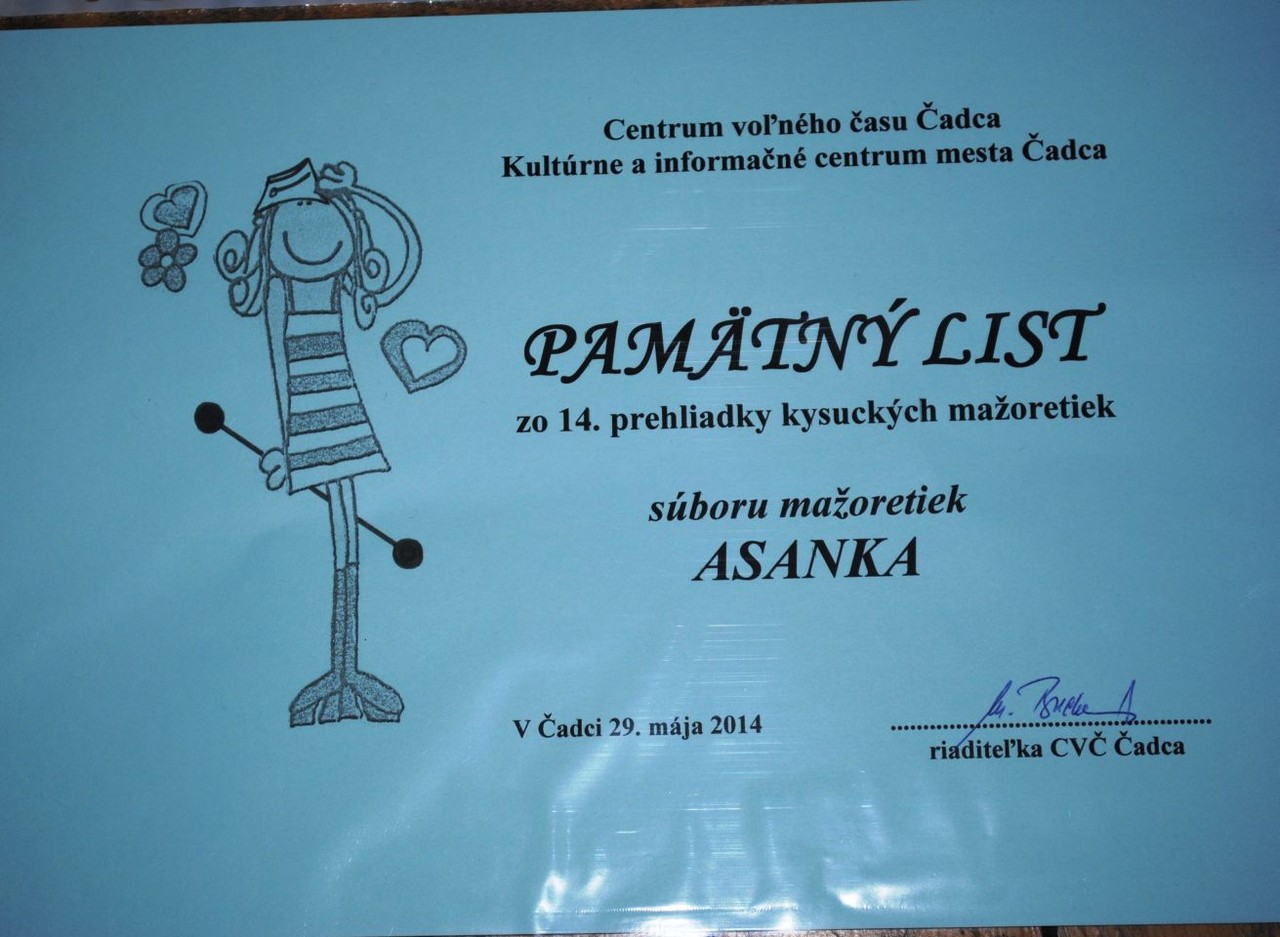 Centrum voľného času Čadca
Kultúrne a informačné centrum mesta Čadca
PAMÄTNÝ LIST
zo 14. prehliadky kysuckých mažoretiek
súboru mažoretiek
ASANKA
V Čadci 29. mája 2014
riaditeľka CVČ Čadca